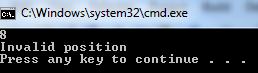 C:\Windows\system32\cmd.exe
8
Invalid position
Press any key to continue . . .